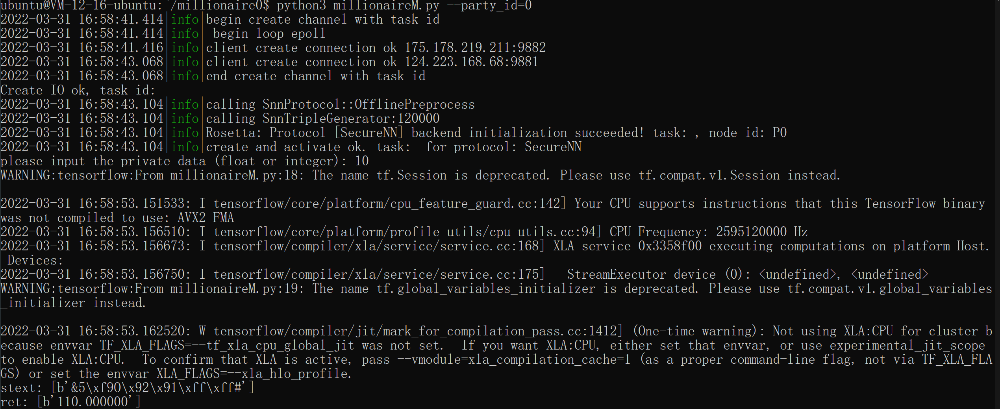 ubuntu@VM-12-16-ubuntu:~/millionaire0$ python3 millionaireM.py --party_id=0
2022-03-31 16:58:41.414|info|begin create channel with task id
2022-03-31 16:58:41.414|info| begin loop epoll
2022-03-31 16:58:41.416|info|client create connection ok 175.178.219.211:9882
2022-03-31 16:58:43.068|info|client create connection ok 124.223.168.68:9881
2022-03-31 16:58:43.068|info|end create channel with task id
Create IO ok, task id:
2022-03-31 16:58:43.104|info|calling SnnProtocol::OfflinePreprocess
2022-03-31 16:58:43.104|info|calling SnnTripleGenerator:120000
2022-03-31 16:58:43.104|info|Rosetta: Protocol [SecureNN] backend initialization succeeded! task: , node id: P0
2022-03-31 16:58:43.104|info|create and activate ok. task:  for protocol: SecureNN
please input the private data (float or integer): 10
WARNING:tensorflow:From millionaireM.py:18: The name tf.Session is deprecated. Please use tf.compat.v1.Session instead.
2022-03-31 16:58:53.151533: I tensorflow/core/platform/cpu_feature_guard.cc:142] Your CPU supports instructions that this TensorFlow binary
was not compiled to use: AVX2 FMA
2022-03-31 16:58:53.156510: I tensorflow/core/platform/profile_utils/cpu_utils.cc:94] CPU Frequency: 2595120000 Hz
2022-03-31 16:58:53.156673: I tensorflow/compiler/xla/service/service.cc:168] XLA service 0x3358f00 executing computations on platform Host.
 Devices:
2022-03-31 16:58:53.156750: I tensorflow/compiler/xla/service/service.cc:175]   StreamExecutor device (0): <undefined>, <undefined>
WARNING:tensorflow:From millionaireM.py:19: The name tf.global_variables_initializer is deprecated. Please use tf.compat.v1.global_variables
_initializer instead.
2022-03-31 16:58:53.162520: W tensorflow/compiler/jit/mark_for_compilation_pass.cc:1412] (One-time warning): Not using XLA:CPU for cluster b
ecause envvar TF_XLA_FLAGS=--tf_xla_cpu_global_jit was not set.  If you want XLA:CPU, either set that envvar, or use experimental_jit_scope
to enable XLA:CPU.  To confirm that XLA is active, pass --vmodule=xla_compilation_cache=1 (as a proper command-line flag, not via TF_XLA_FLA
GS) or set the envvar XLA_FLAGS=--xla_hlo_profile.
stext: [b'&5\xf90\x92\x91\xff\xff#']
ret: [b'110.000000']